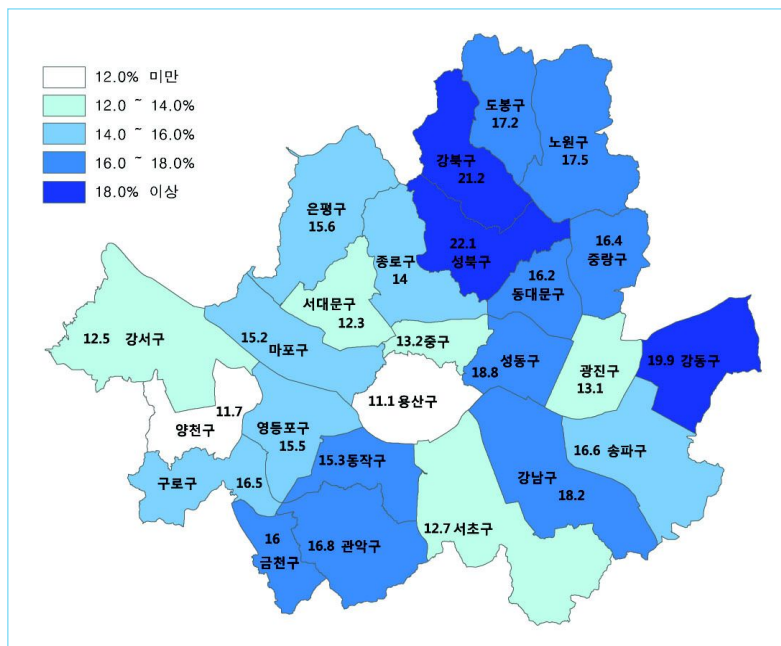 12.0% 미만
12.0 ~ 14.0%
14.0 ~ 16.0%
16.0 ~ 18.0%
18.0% 이상
도봉구
17.2
노원구
17.5
강북구
21.2
은평구
15.6
22.1
성북구
16.4
중랑구
종로구
14
16.2
동대문구
서대문구
12.3
12.5 강서구
15.2
마포구
13.2중구
성동구
18.8
광진구
13.1
19.9 강동구
11.7
양천구
11.1 용산구
영등포구
15.5
16.6 송파구
15.3동작구
구로구
16.5
강남구
18.2
12.7 서초구
16
금천구
16.8 관악구